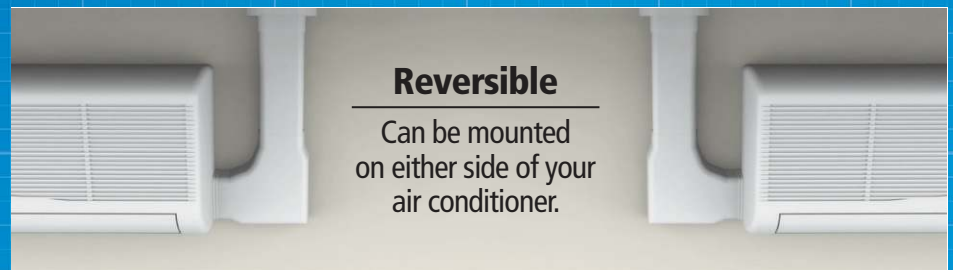 Reversible
Can be mounted
on either side of your
air conditioner.